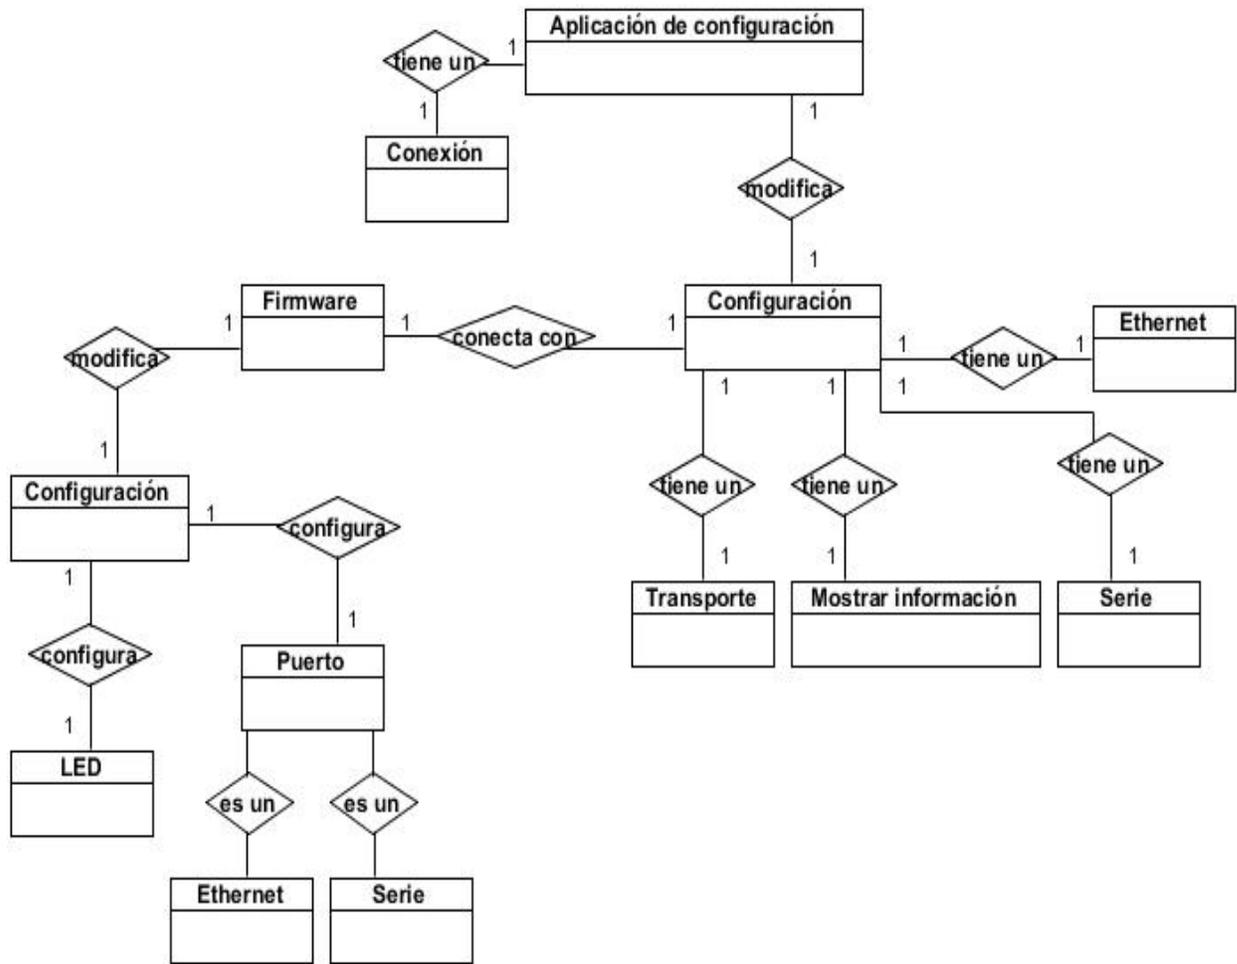 Aplicación de configuración
1
tiene un
1
1
Conexión
modifica
1
Firmware
Configuración
1
1
conecta con
1
modifica
1
tiene un
1
Ethernet
1
1
1
1
Configuración
tiene un
tiene un
tiene un
1
configura
1
1
1
1
1
Transporte
Mostrar información
Serie
configura
Puerto
1
LED
es un
es un
Ethernet
Serie